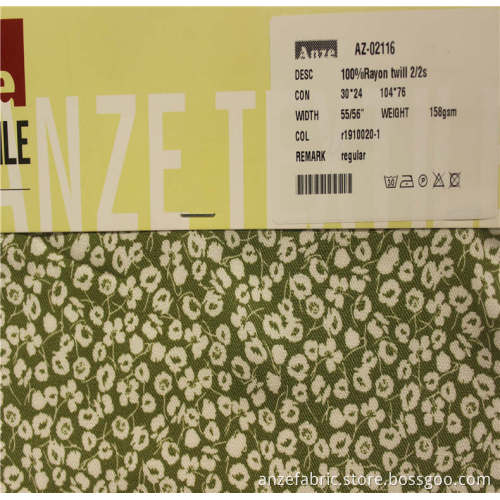 e
ILE
ANZE T
Anze AZ-02116
DESC 100%Rayon twill 2/2s
CON 30*24 104*76
WIDTH 55/56" WEIGHT 158gsm
COL r1910020-1
REMARK regular
30
anzefabric.store.bossgoo.com